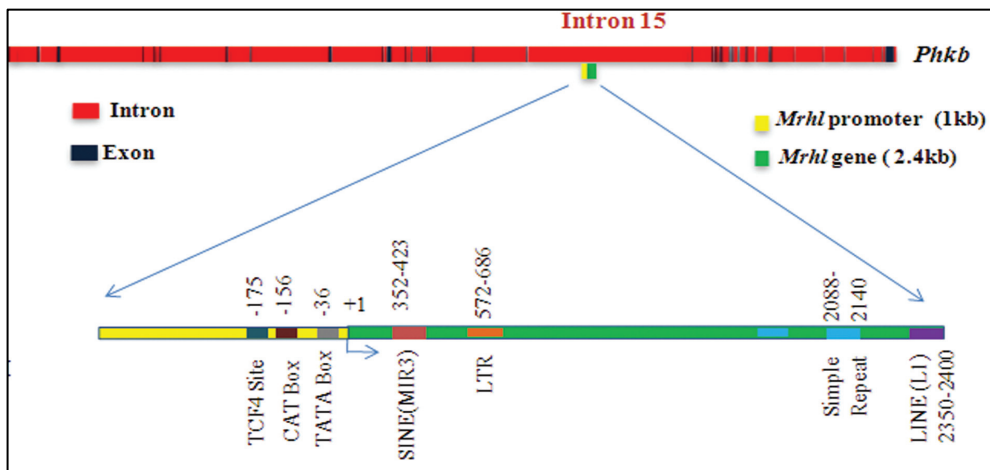 Intron 15
Phkb
Intron
Exon
Mrhl promoter (1kb)
Mrhl gene ( 2.4kb)
-175
-156
-36
+1
352-423
572-686
2088-
2140
TCF4 Site
CAT Box
TATA Box
SINE(MIR3)
LTR
Simple
Repeat
LINE (L1)
2350-2400